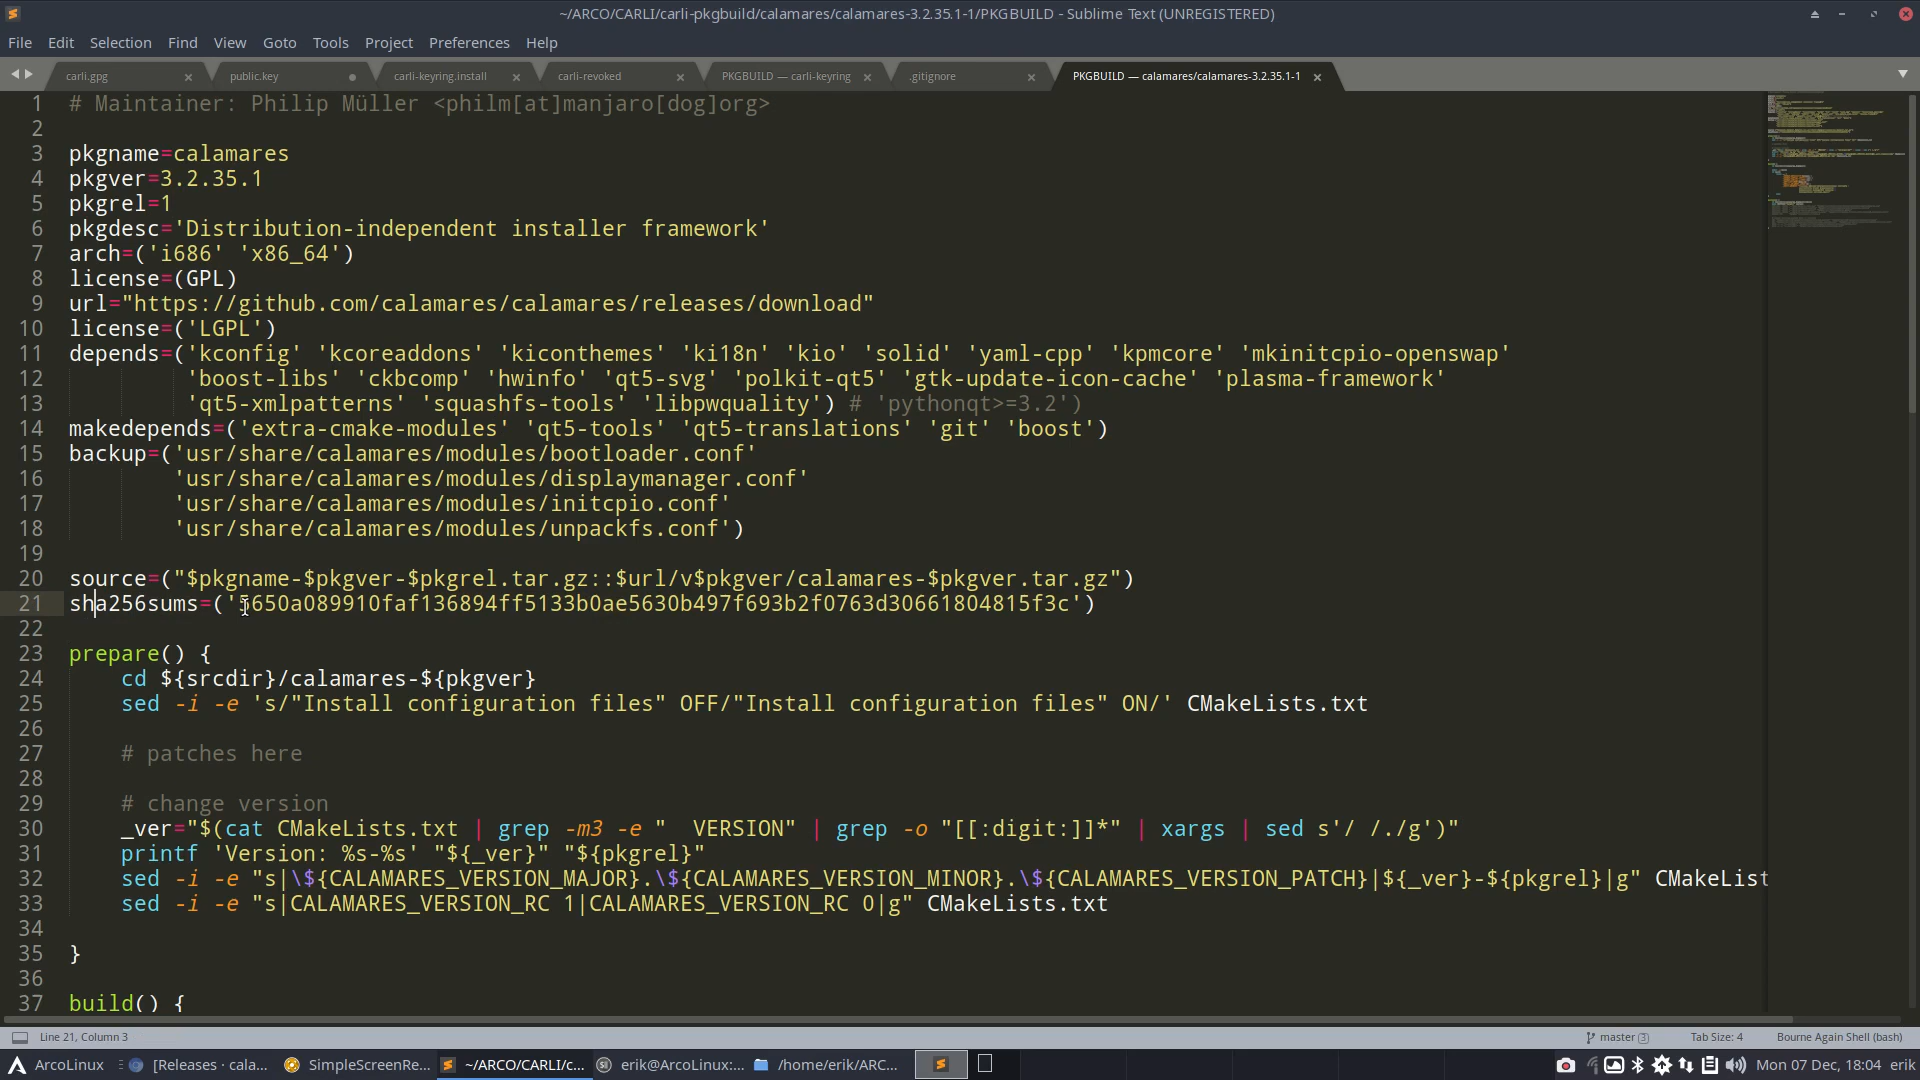 ~/ARCO/CARLI/carli-pkgbuild/calamares/calamares-3.2.35.1-1/PKGBUILD - Sublime Text (UNREGISTERED)
File Edit Selection Find View Goto Tools Project Preferences Help
carli.gpg public.key carli-keyring.install carli-revoked PKGBUILD — carli-keyring .gitignore PKGBUILD — calamares/calamares-3.2.35.1-1
1 # Maintainer: Philip Müller <philm[at]manjaro[dog]org>
2
3 pkgname=calamares
4 pkgver=3.2.35.1
5 pkgrel=1
6 pkgdesc='Distribution-independent installer framework'
7 arch=('i686' 'x86_64')
8 license=(GPL)
9 url="https://github.com/calamares/calamares/releases/download"
10 license=('LGPL')
11 depends=('kconfig' 'kcoreaddons' 'kiconthemes' 'ki18n' 'kio' 'solid' 'yaml-cpp' 'kpmcore' 'mkinitcpio-openswap'
12 'boost-libs' 'ckbcomp' 'hwinfo' 'qt5-svg' 'polkit-qt5' 'gtk-update-icon-cache' 'plasma-framework'
13 'qt5-xmlpatterns' 'squashfs-tools' 'libpwquality') # 'pythonqt>=3.2')
14 makedepends=('extra-cmake-modules' 'qt5-tools' 'qt5-translations' 'git' 'boost')
15 backup=('usr/share/calamares/modules/bootloader.conf'
16 'usr/share/calamares/modules/displaymanager.conf'
17 'usr/share/calamares/modules/initcpio.conf'
18 'usr/share/calamares/modules/unpackfs.conf')
19
20 source=("$pkgname-$pkgver-$pkgrel.tar.gz::$url/v$pkgver/calamares-$pkgver.tar.gz")
21 sha256sums=('
22
23 prepare() {
24 cd ${srcdir}/calamares-${pkgver}
25 sed -i -e 's/"Install configuration files" OFF/"Install configuration files" ON/' CMakeLists.txt
26
27 # patches here
28
29 # change version
30 _ver="$(cat CMakeLists.txt | grep -m3 -e "  VERSION" | grep -o "[[:digit:]]*" | xargs | sed s'/ /./g')"
31 printf 'Version: %s-%s' "${_ver}" "${pkgrel}"
32 sed -i -e "s|\${CALAMARES_VERSION_MAJOR}.\${CALAMARES_VERSION_MINOR}.\${CALAMARES_VERSION_PATCH}|${_ver}-${pkgrel}|g" CMakeList
33 sed -i -e "s|CALAMARES_VERSION_RC 1|CALAMARES_VERSION_RC 0|g" CMakeLists.txt
34
35 }
36
37 build() {
Line 21, Column 3 master 3 Tab Size: 4 Bourne Again Shell (bash)
ArcoLinux [Releases - cala... SimpleScreenRe... ~/ARCO/CARLI/c... erik@ArcoLinux:... /home/erik/ARC... Mon 07 Dec, 18:04 erik